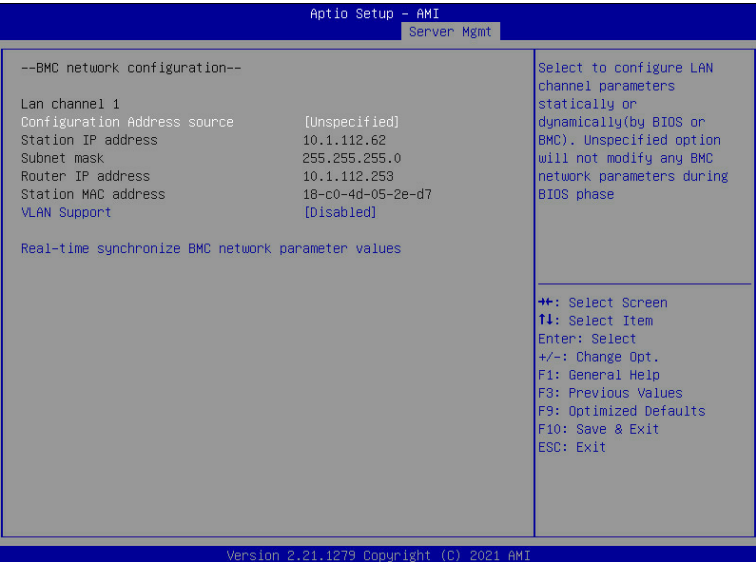 Aptio Setup – AMI
Server Mgmt
--BMC network configuration--
Lan channel 1
Configuration Address source [Unspecified]
Station IP address 10.1.112.62
Subnet mask 255.255.255.0
Router IP address 10.1.112.253
Station MAC address 18-c0-4d-05-2e-d7
VLAN Support [Disabled]
Real-time synchronize BMC network parameter values
Select to configure LAN
channel parameters
statically or
dynamically(by BIOS or
BMC). Unspecified option
will not modify any BMC
network parameters during
BIOS phase
→←: Select Screen
↑↓: Select Item
Enter: Select
+/-: Change Opt.
F1: General Help
F3: Previous Values
F9: Optimized Defaults
F10: Save & Exit
ESC: Exit
Version 2.21.1279 Copyright (C) 2021 AMI